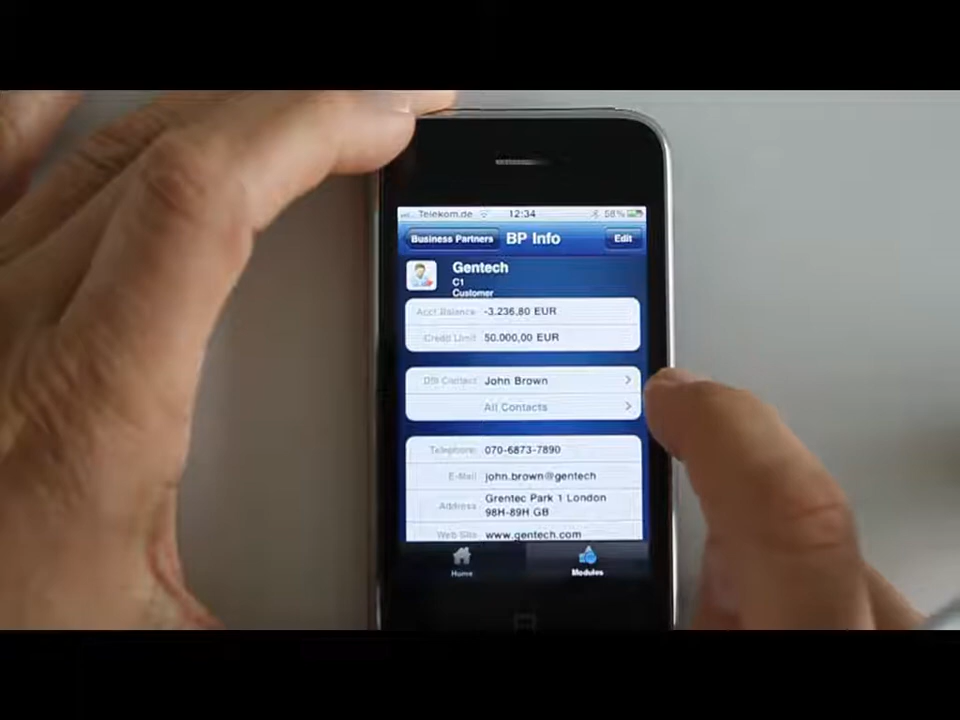 Telekom.de 12:34 58%
Business Partners BP Info Edit
Gentech
C1
Customer
Acct Balance -3.236,80 EUR
Credit Limit 50.000,00 EUR
Dflt Contact John Brown
All Contacts
Telephone 070-6873-7890
E-Mail john.brown@gentech
Address Grentec Park 1 London
98H-89H GB
Web Site www.gentech.com
Home Modules